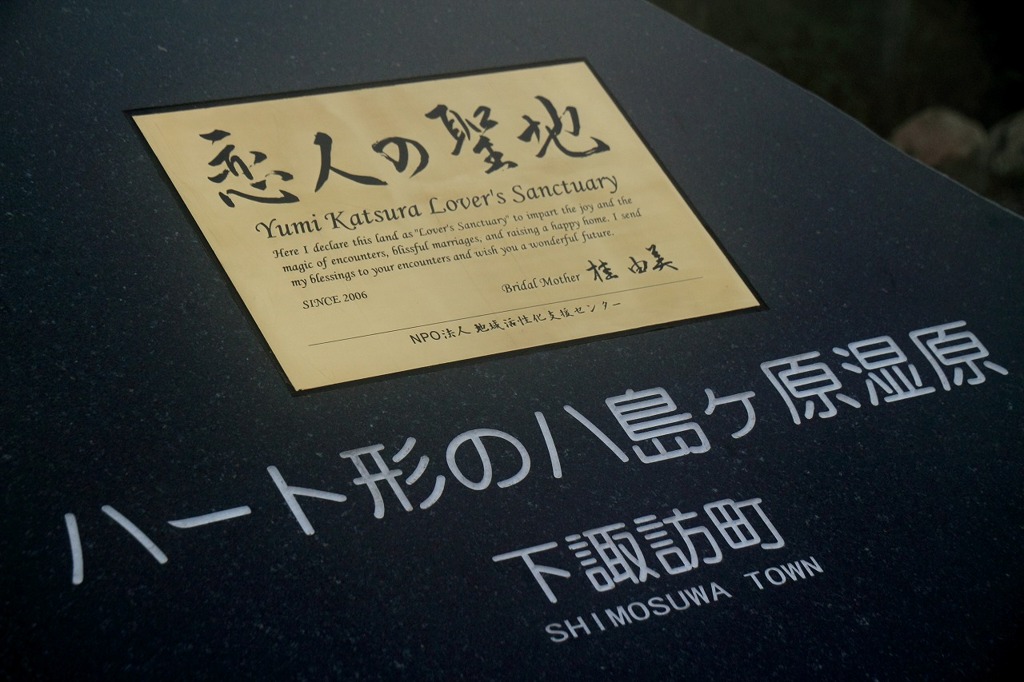 恋人の聖地
Yumi Katsura Lover's Sanctuary
Here I declare this land as "Lover's Sanctuary" to impart the joy and the
magic of encounters, blissful marriages, and raising a happy home. I send
my blessings to your encounters and wish you a wonderful future.
SINCE 2006
Bridal Mother 桂 由美
NPO法人 地域活性化支援センター
ハート形の八島ヶ原湿原
下諏訪町
SHIMOSUWA TOWN